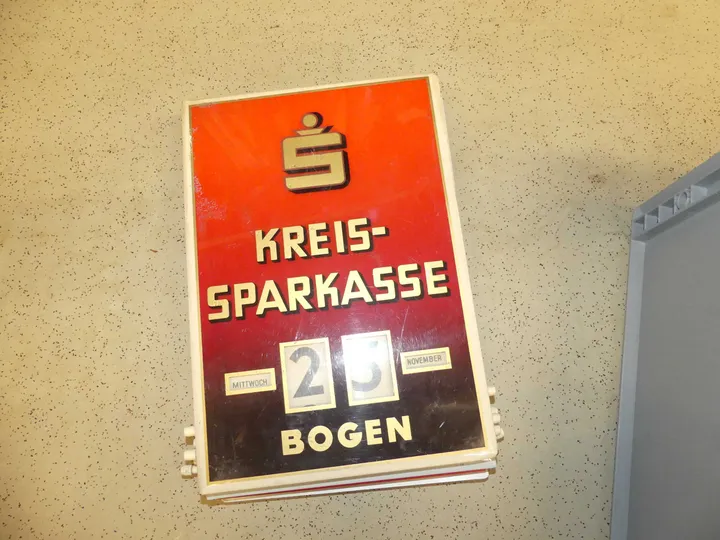 KREIS-
SPARKASSE
MITTWOCH 25 NOVEMBER
BOGEN